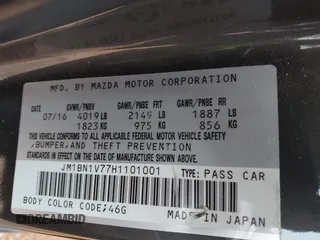 MFD. BY MAZDA MOTOR CORPORATION
GVWR/PNBV GAWR/PNBE FRT GAWR/PNBE RR
07/16 4019 LB 2149 LB 1887 LB
1823 KG 975 KG 856 KG
THIS VEHICLE CONFORMS TO ALL APPLICABLE FEDERAL
MOTOR VEHICLE SAFETY
BUMPER, AND THEFT PREVENTION
STANDARDS IN EFFECT ON THE DATE OF MANUFACTURE SHOWN ABOVE.
JM1BN1V77H1101001 TYPE: PASS CAR
BODY COLOR CODE:46G
MADE IN JAPAN
DREAMBID